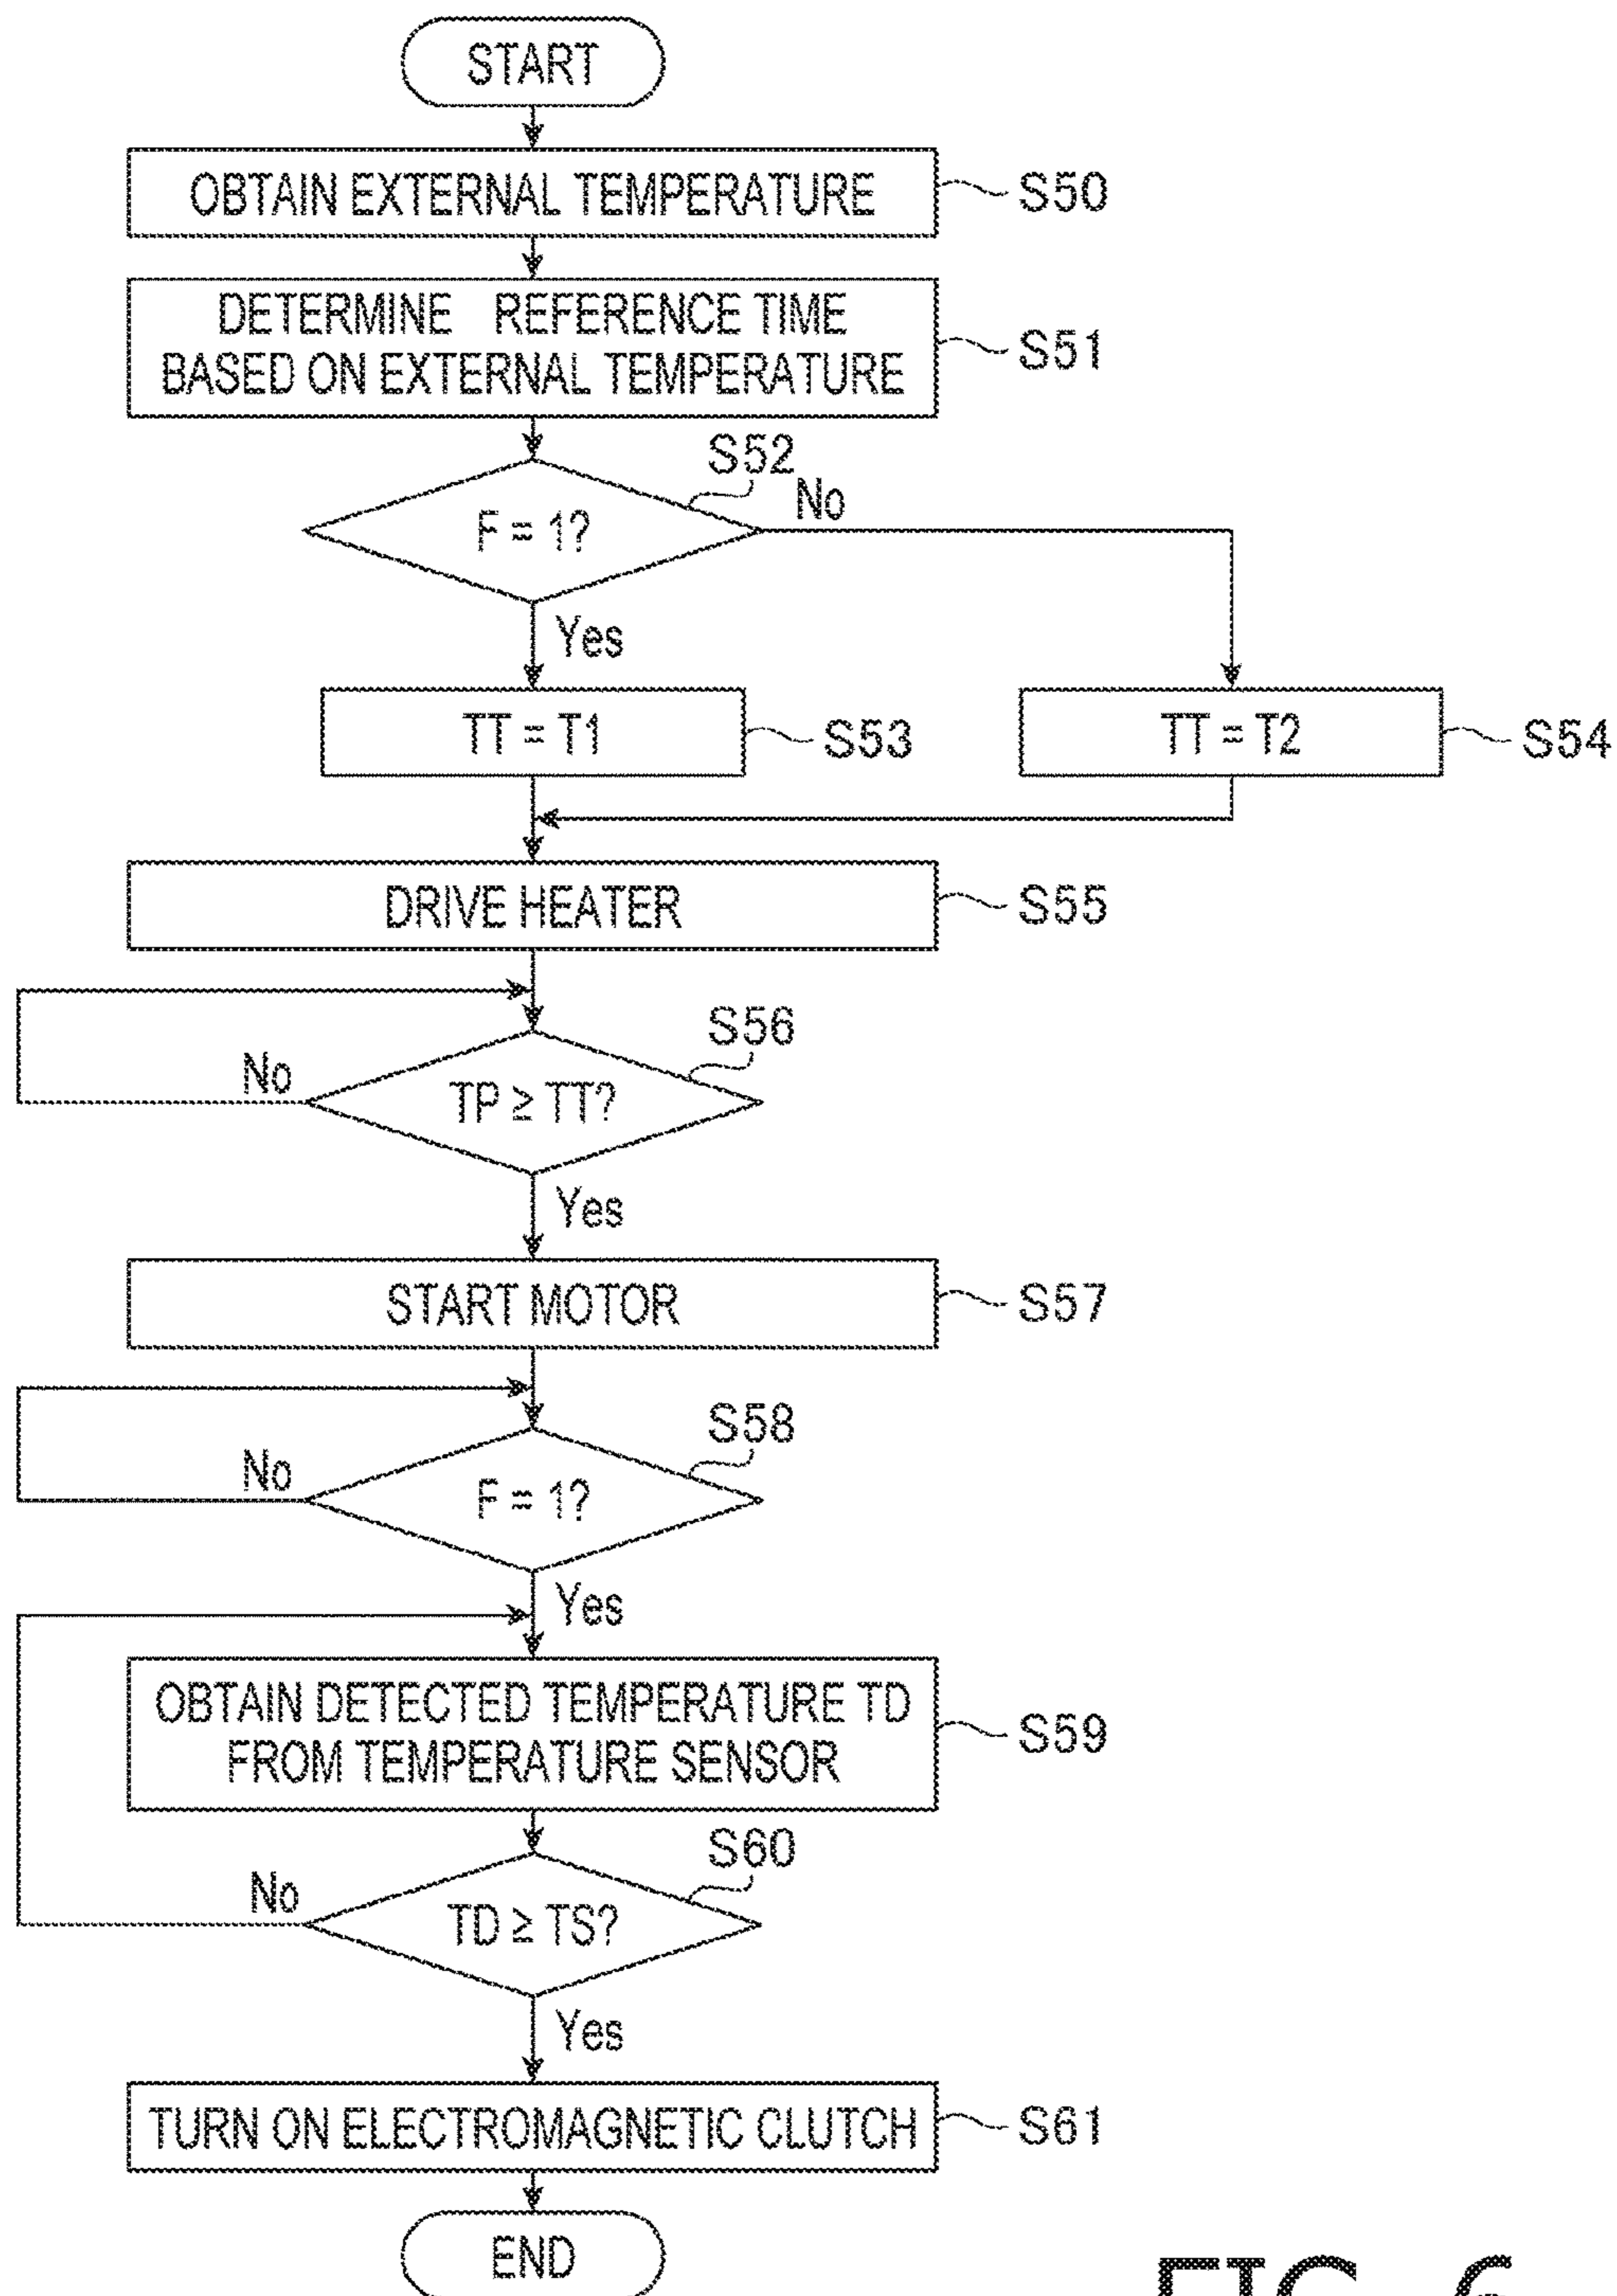 START
OBTAIN EXTERNAL TEMPERATURE
S50
DETERMINE REFERENCE TIME
BASED ON EXTERNAL TEMPERATURE
S51
S52
F = 1?
No
Yes
TT = T1
S53
TT = T2
S54
DRIVE HEATER
S55
S56
TP ≥ TT?
No
Yes
START MOTOR
S57
S58
F = 1?
No
Yes
OBTAIN DETECTED TEMPERATURE TD
FROM TEMPERATURE SENSOR
S59
S60
TD ≥ TS?
No
Yes
TURN ON ELECTROMAGNETIC CLUTCH
S61
END
FIG. 6